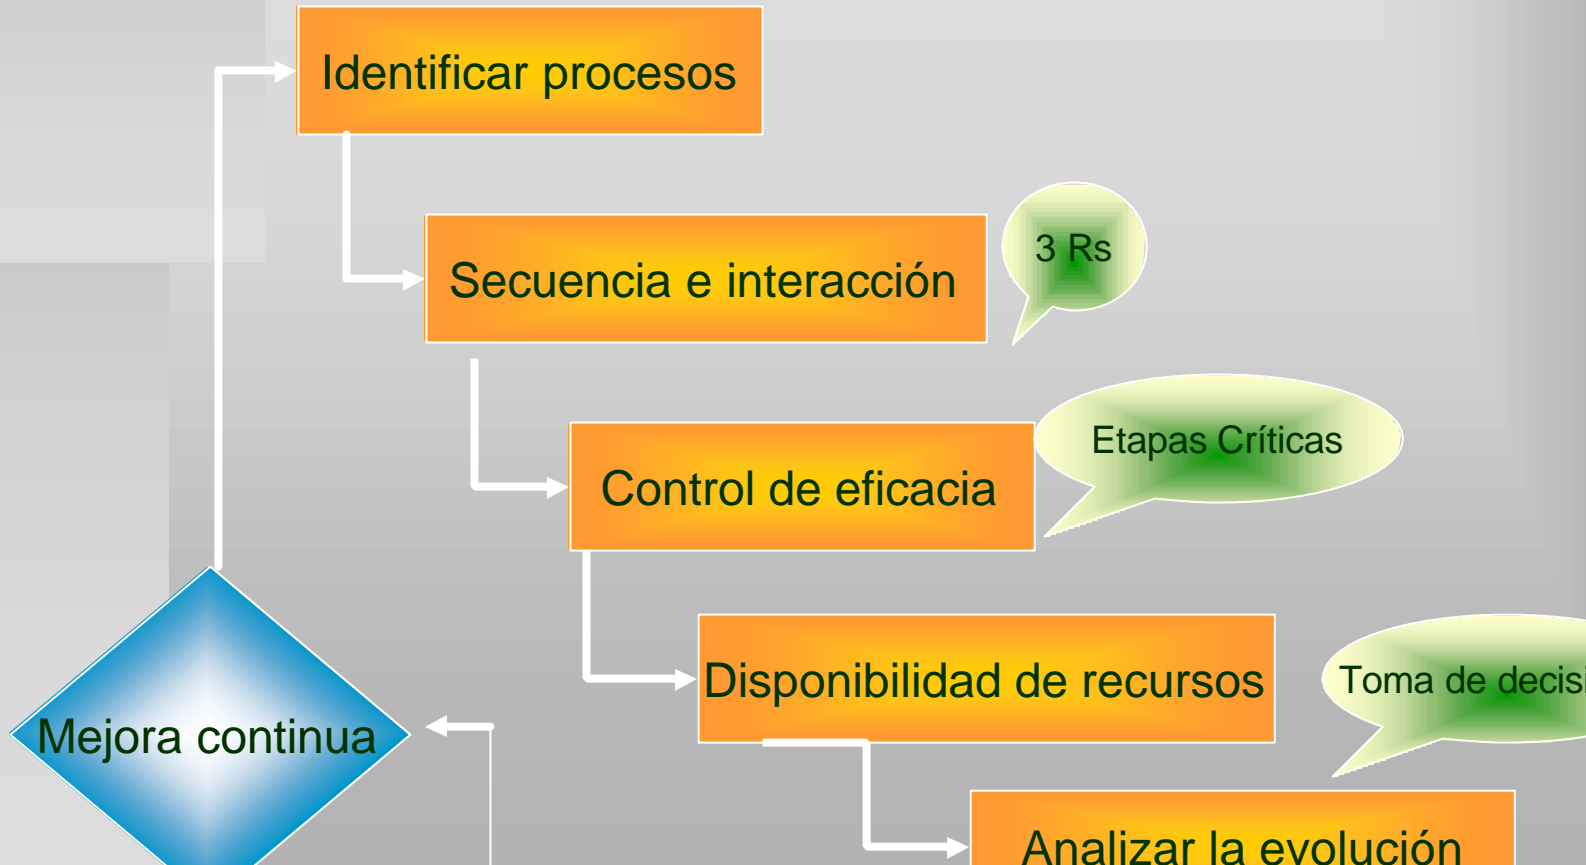 Identificar procesos
Secuencia e interacción
3 Rs
Etapas Críticas
Control de eficacia
Disponibilidad de recursos
Toma de
Mejora continua
Analizar la evolución